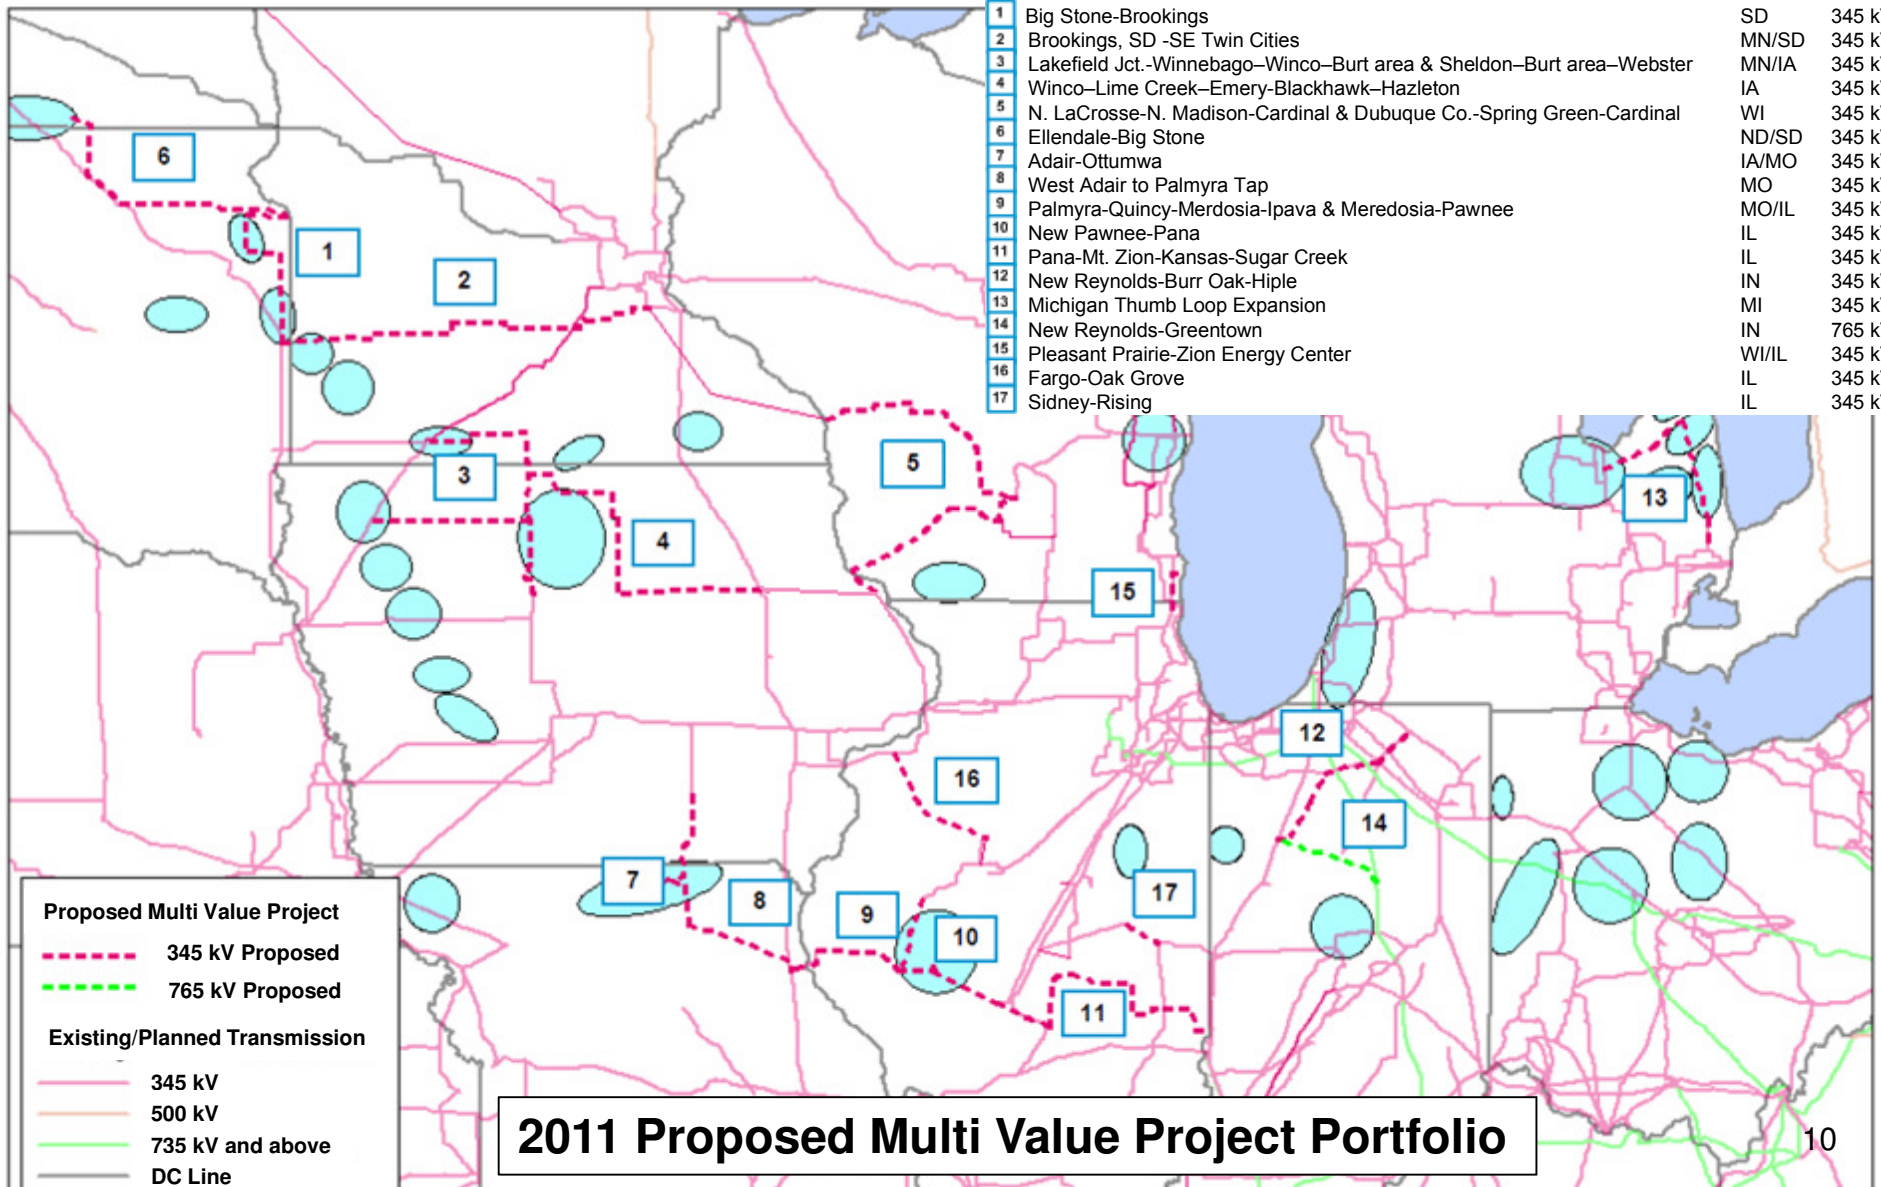 1 Big Stone-Brookings SD 345 k
2 Brookings, SD -SE Twin Cities MN/SD 345 k
3 Lakefield Jct.-Winnebago–Winco–Burt area & Sheldon–Burt area–Webster MN/IA 345 k
4 Winco–Lime Creek–Emery-Blackhawk–Hazleton IA 345 k
5 N. LaCrosse-N. Madison-Cardinal & Dubuque Co.-Spring Green-Cardinal WI 345 k
6 Ellendale-Big Stone ND/SD 345 k
7 Adair-Ottumwa IA/MO 345 k
8 West Adair to Palmyra Tap MO 345 k
9 Palmyra-Quincy-Merdosia-Ipava & Meredosia-Pawnee MO/IL 345 k
10 New Pawnee-Pana IL 345 k
11 Pana-Mt. Zion-Kansas-Sugar Creek IL 345 k
12 New Reynolds-Burr Oak-Hiple IN 345 k
13 Michigan Thumb Loop Expansion MI 345 k
14 New Reynolds-Greentown IN 765 k
15 Pleasant Prairie-Zion Energy Center WI/IL 345 k
16 Fargo-Oak Grove IL 345 k
17 Sidney-Rising IL 345 k
6
1
2
5
3
13
4
15
12
16
14
7
17
8
9
10
11
Proposed Multi Value Project
345 kV Proposed
765 kV Proposed
Existing/Planned Transmission
345 kV
500 kV
735 kV and above
DC Line
2011 Proposed Multi Value Project Portfolio
10